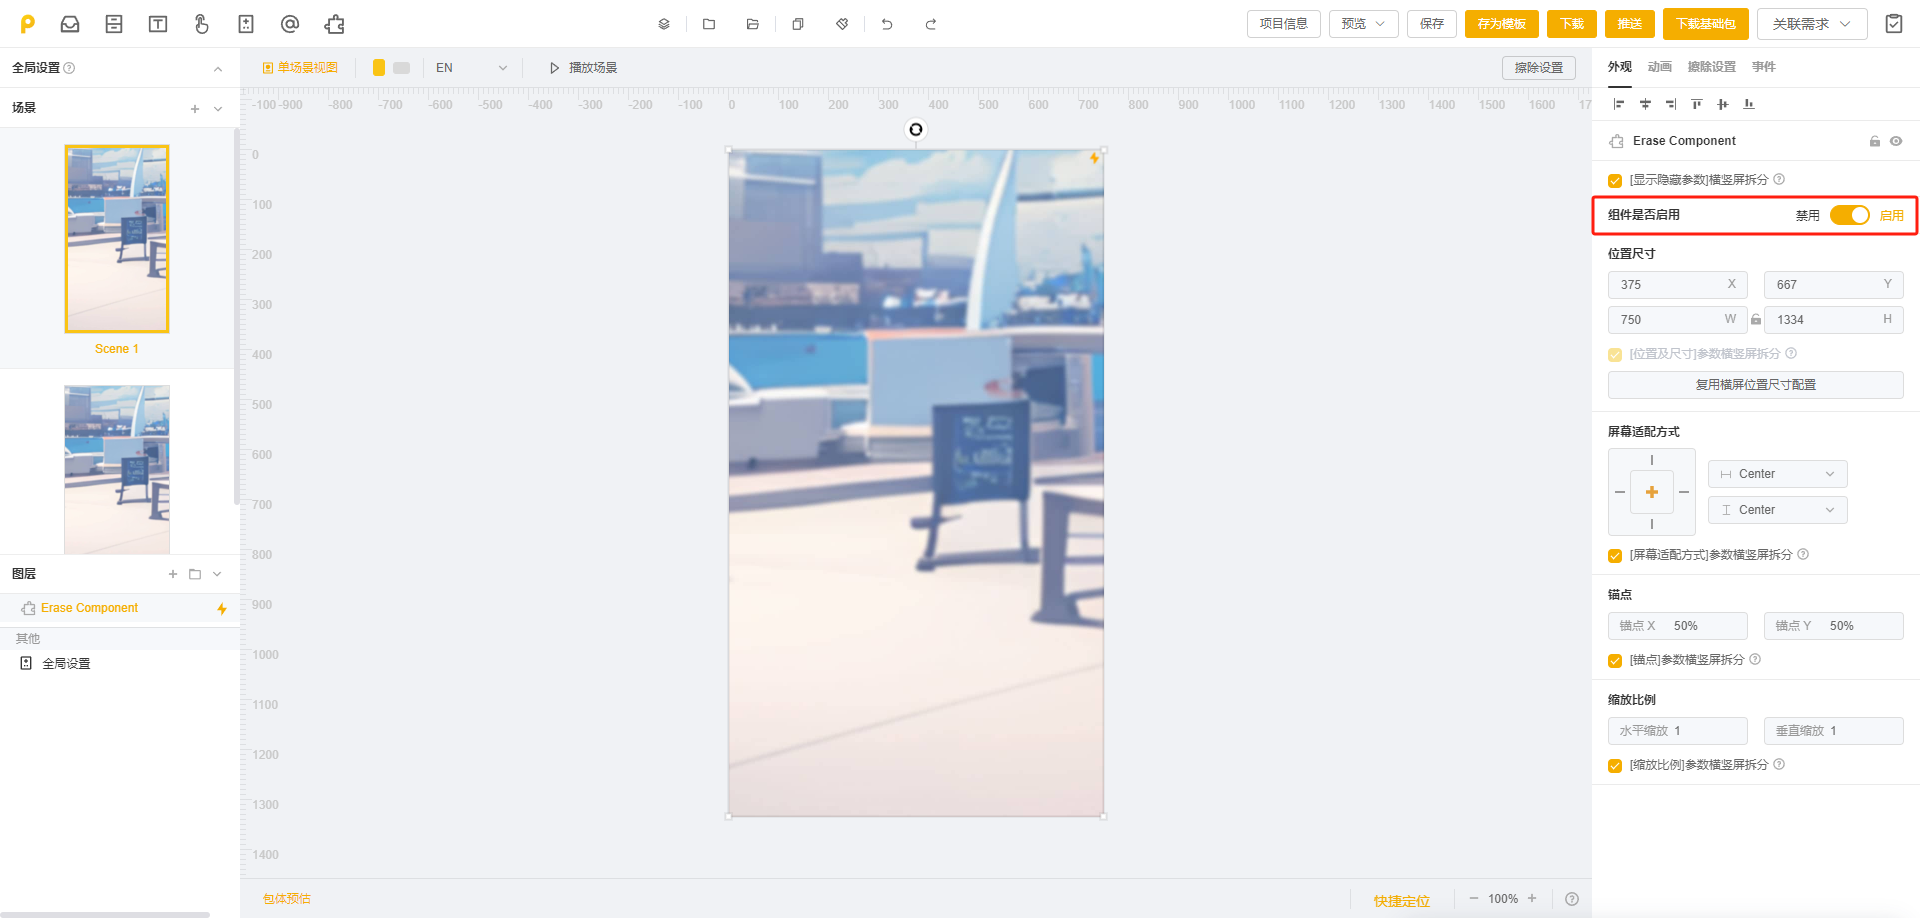 项目信息
预览
保存
存为模板
下载
推送
下载基础包
关联需求
全局设置
场景
Scene 1
图层
Erase Component
其他
全局设置
单场景视图
EN
播放场景
擦除设置
-100 -900 -800 -700 -600 -500 -400 -300 -200 -100 0 100 200 300 400 500 600 700 800 900 1000 1100 1200 1300 1400 1500 1600 17
0
100
200
300
400
500
600
700
800
900
1000
1100
1200
1300
1400
包体预估
快捷定位
100%
外观 动画 擦除设置 事件
Erase Component
[显示隐藏参数]横竖屏拆分
组件是否启用 禁用 启用
位置尺寸
375 X 667 Y
750 W 1334 H
[位置及尺寸]参数横竖屏拆分
复用横屏位置尺寸配置
屏幕适配方式
Center
Center
[屏幕适配方式]参数横竖屏拆分
锚点
锚点 X 50% 锚点 Y 50%
[锚点]参数横竖屏拆分
缩放比例
水平缩放 1 垂直缩放 1
[缩放比例]参数横竖屏拆分